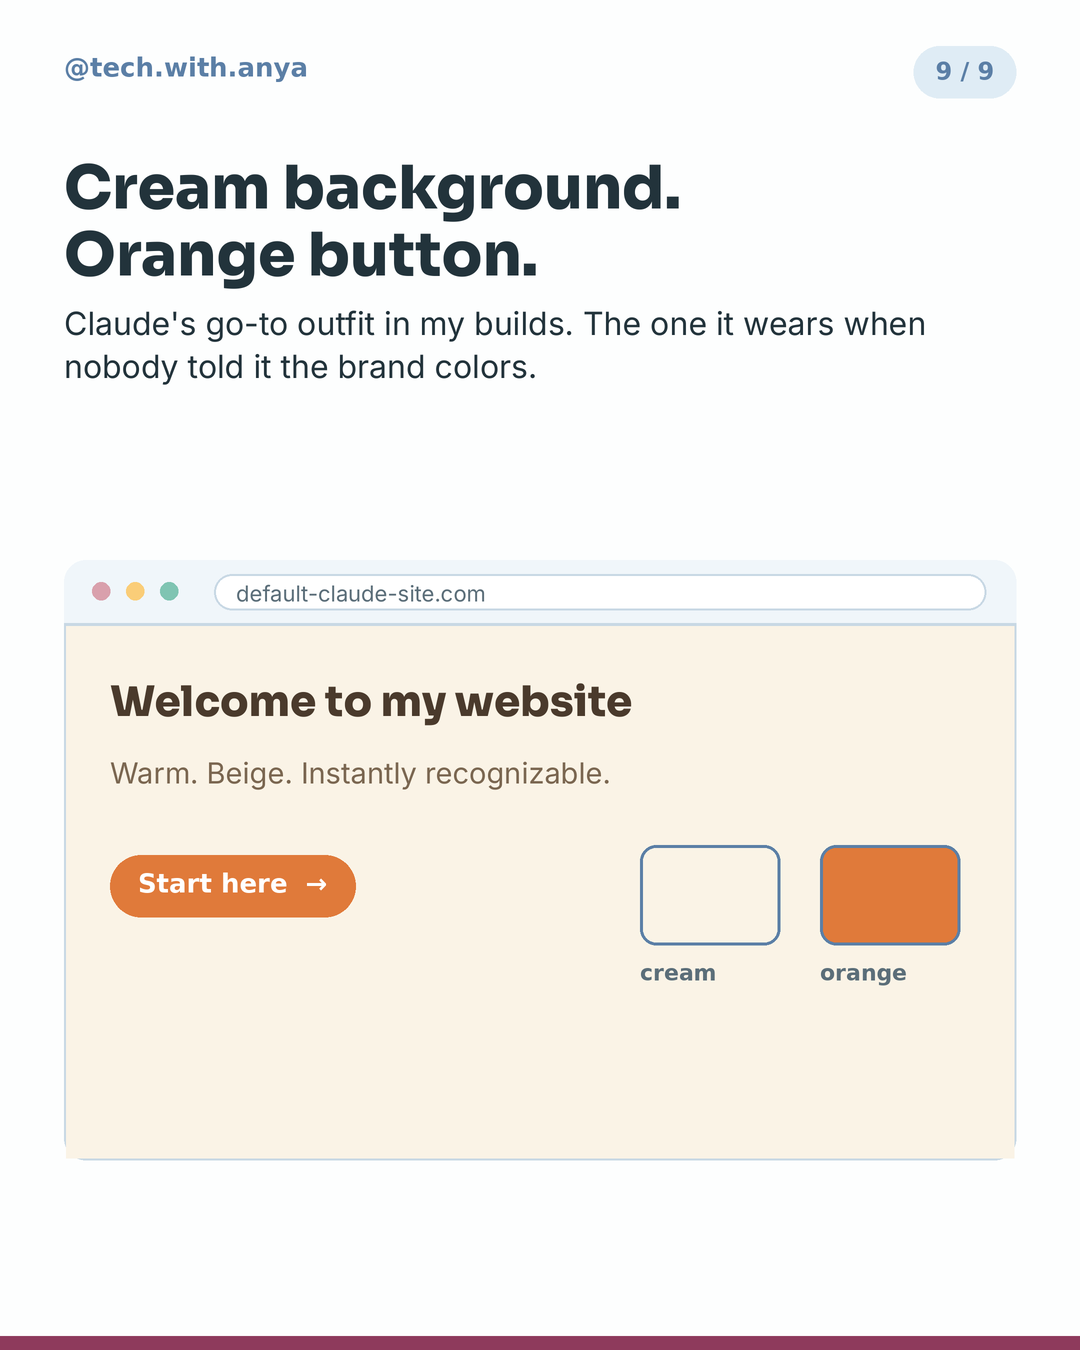 @tech.with.anya
9 / 9
Cream background.
Orange button.
Claude's go-to outfit in my builds. The one it wears when
nobody told it the brand colors.
default-claude-site.com
Welcome to my website
Warm. Beige. Instantly recognizable.
Start here →
cream
orange